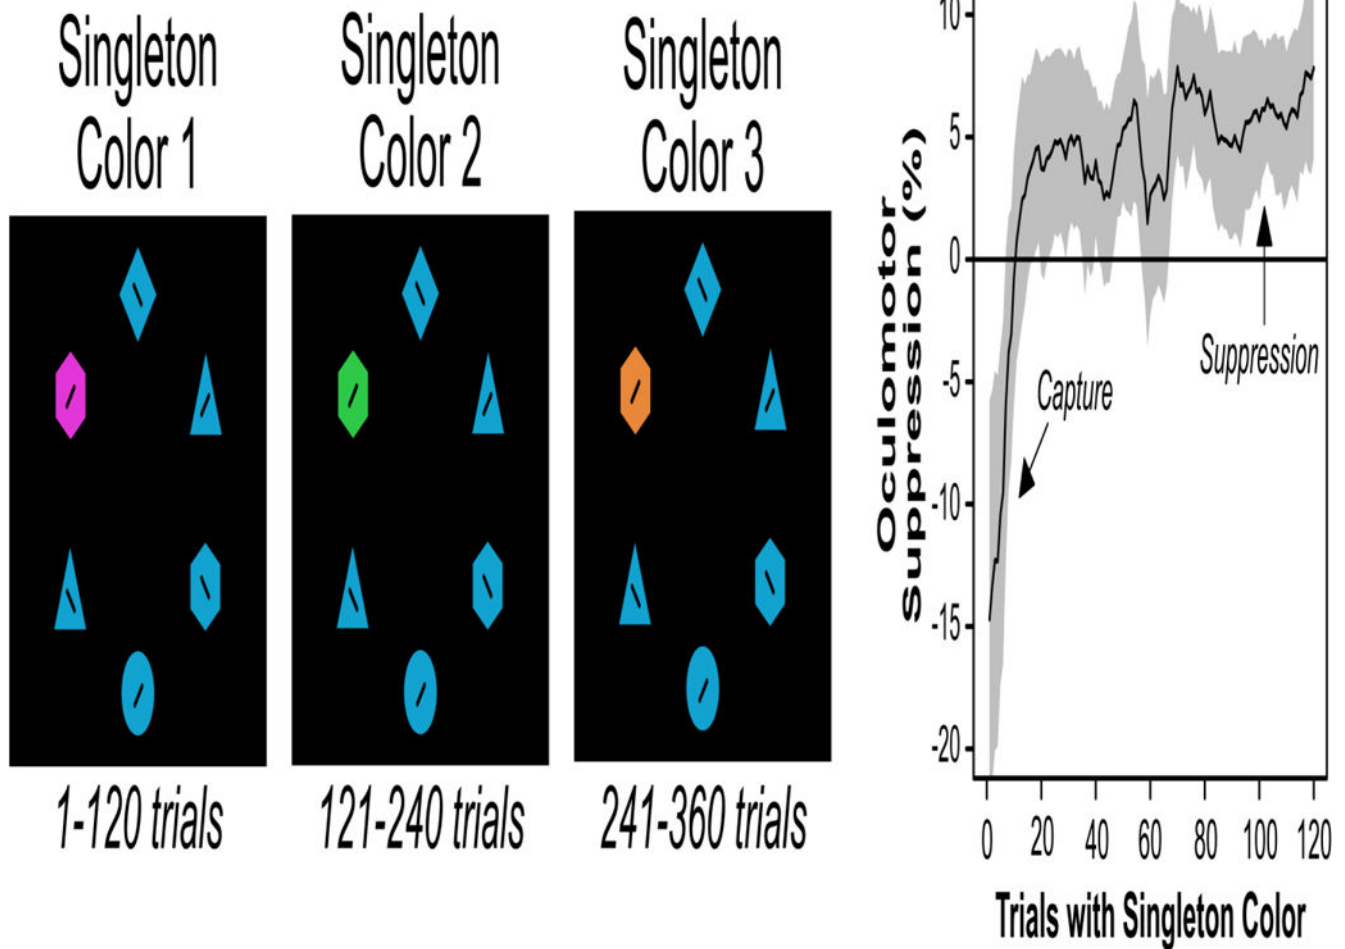 Singleton
Color 1
Singleton
Color 2
Singleton
Color 3
1-120 trials
121-240 trials
241-360 trials
Oculomotor
Suppression (%)
10
5
0
-5
-10
-15
-20
Capture
Suppression
0 20 40 60 80 100 120
Trials with Singleton Color